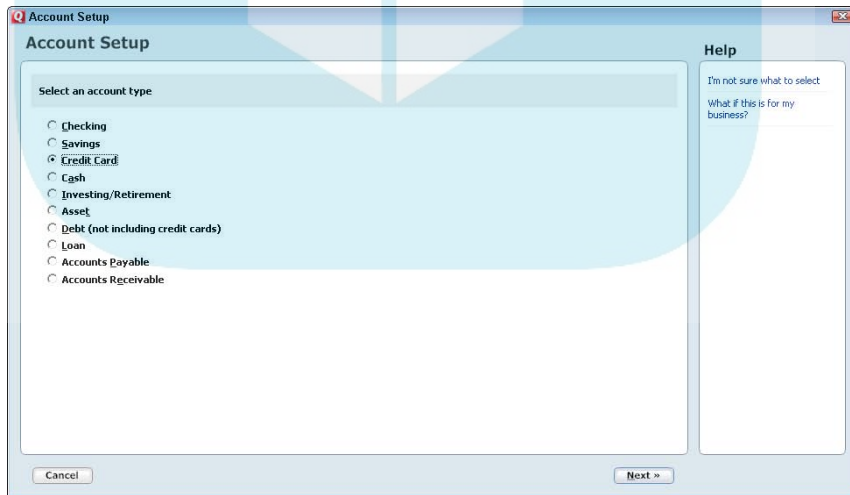 Account Setup
Account Setup
Help
Select an account type
Checking
Savings
Credit Card
Cash
Investing/Retirement
Asset
Debt (not including credit cards)
Loan
Accounts Payable
Accounts Receivable
I'm not sure what to select
What if this is for my
business?
Cancel
Next »